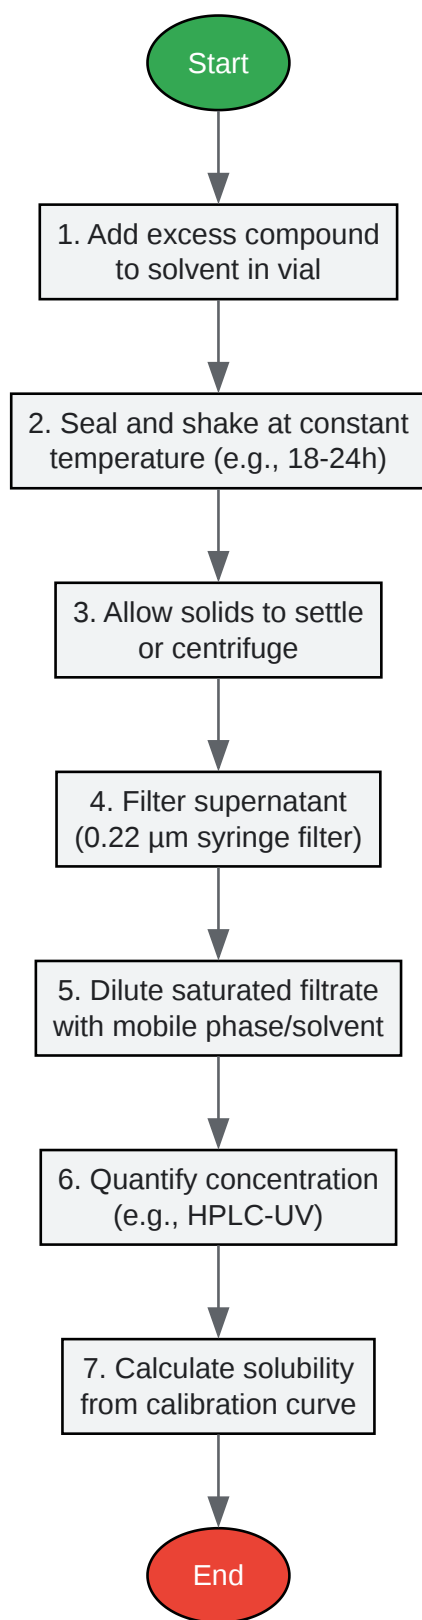 Start
1. Add excess compound
to solvent in vial
2. Seal and shake at constant
temperature (e.g., 18-24h)
3. Allow solids to settle
or centrifuge
4. Filter supernatant
(0.22 µm syringe filter)
5. Dilute saturated filtrate
with mobile phase/solvent
6. Quantify concentration
(e.g., HPLC-UV)
7. Calculate solubility
from calibration curve
End